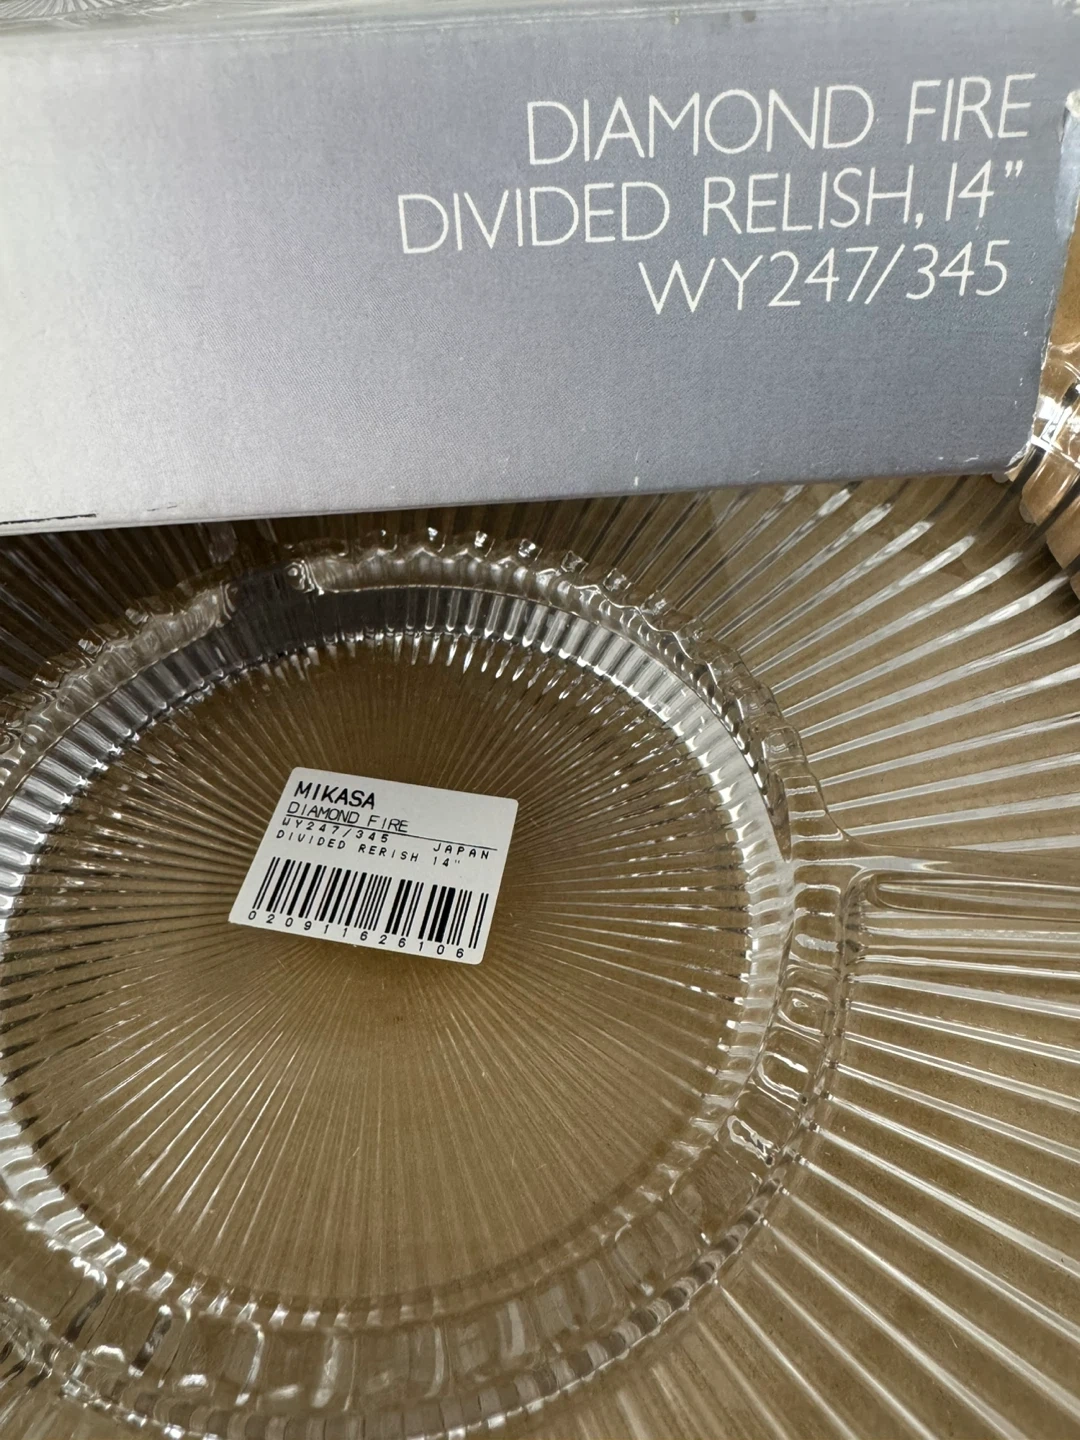 DIAMOND FIRE
DIVIDED RELISH, 14”
WY247/345
MIKASA
DIAMOND FIRE
WY247/345 JAPAN
DIVIDED RERISH 14"
020911626106